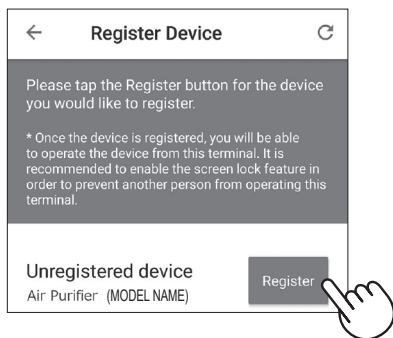 Register Device
Please tap the Register button for the device
you would like to register.
* Once the device is registered, you will be able
to operate the device from this terminal. It is
recommended to enable the screen lock feature in
order to prevent another person from operating this
terminal.
Unregistered device
Register
Air Purifier (MODEL NAME)